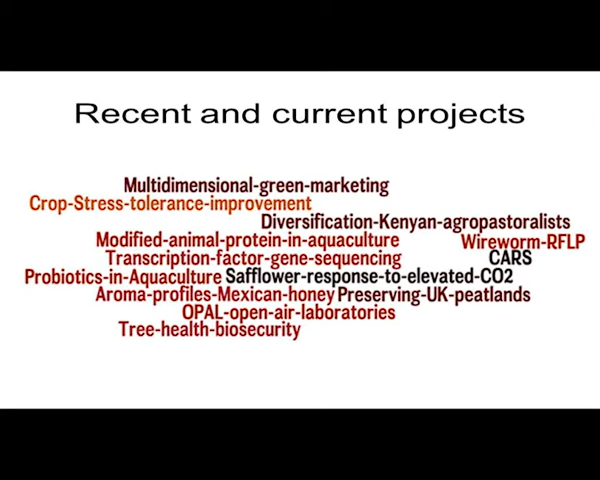 Recent and current projects
Multidimensional-green-marketing
Crop-Stress-tolerance-improvement
Diversification-Kenyan-agropastoralists
Modified-animal-protein-in-aquaculture Wireworm-RFLP
Transcription-factor-gene-sequencing CARS
Probiotics-in-Aquaculture Safflower-response-to-elevated-CO2
Aroma-profiles-Mexican-honey Preserving-UK-peatlands
OPAL-open-air-laboratories
Tree-health-biosecurity